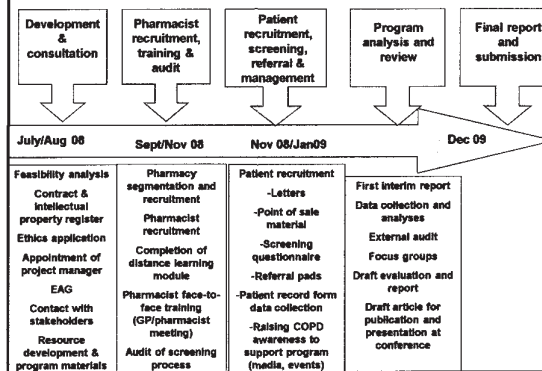 Development
&
consultation
Pharmacist
recruitment,
training &
audit
Patient
recruitment,
screening,
referral &
management
Program
analysis and
review
Final report
and
submission
July/Aug 08
Sept/Nov 08
Nov 08/Jan09
Dec 09
Feasibility analysis
Contract &
intellectual
property register
Ethics application
Appointment of
project manager
EAG
Contact with
stakeholders
Resource
development &
program materials
Pharmacy
segmentation and
recruitment
Pharmacist
recruitment
Completion of
distance learning
module
Pharmacist face-to-
face training
(GP/pharmacist
meeting)
Audit of screening
process
Patient recruitment
-Letters
-Point of sale
material
-Screening
questionnaire
-Referral pads
-Patient record form
data collection
-Raising COPD
awareness to
support program
(media, events)
First interim report
Data collection and
analyses
External audit
Focus groups
Draft evaluation and
report
Draft article for
publication and
presentation at
conference